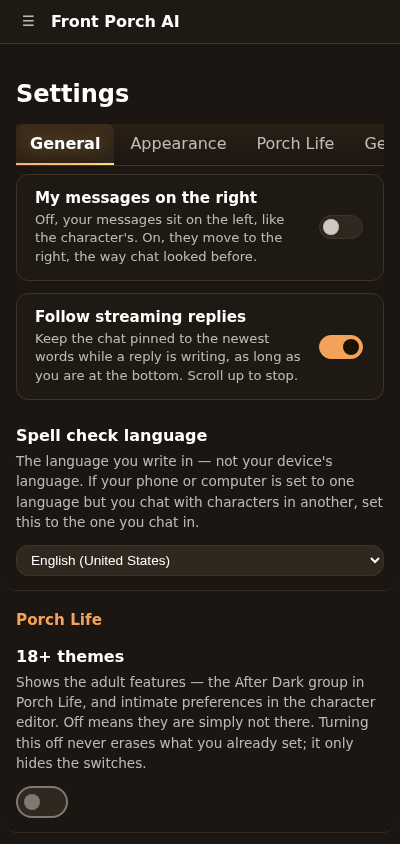 ☰ Front Porch AI
Settings
General Appearance Porch Life Ge
My messages on the right
Off, your messages sit on the left, like
the character's. On, they move to the
right, the way chat looked before.
Follow streaming replies
Keep the chat pinned to the newest
words while a reply is writing, as long as
you are at the bottom. Scroll up to stop.
Spell check language
The language you write in — not your device's
language. If your phone or computer is set to one
language but you chat with characters in another, set
this to the one you chat in.
English (United States)
Porch Life
18+ themes
Shows the adult features — the After Dark group in
Porch Life, and intimate preferences in the character
editor. Off means they are simply not there. Turning
this off never erases what you already set; it only
hides the switches.